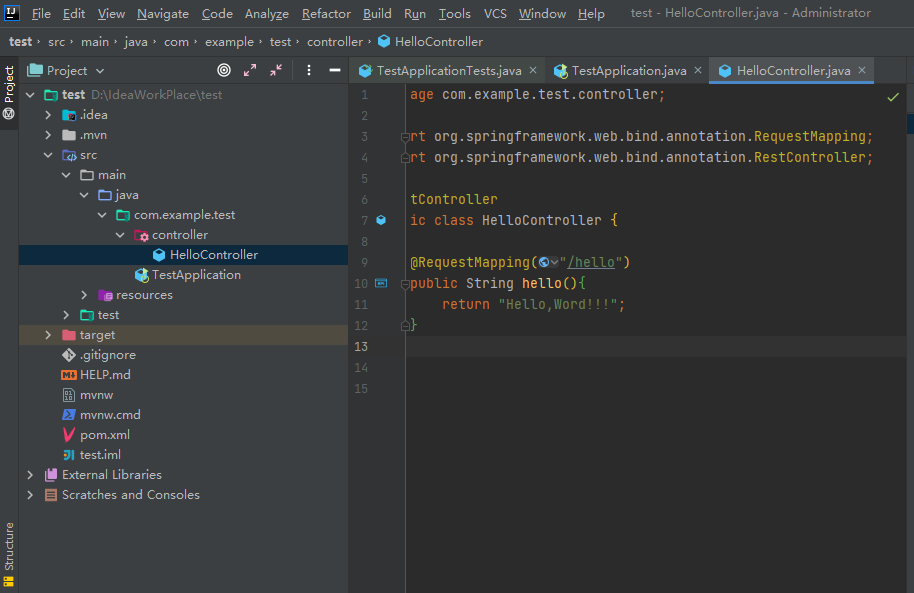 File Edit View Navigate Code Analyze Refactor Build Run Tools VCS Window Help test - HelloController.java - Administrator
test › src › main › java › com › example › test › controller › HelloController
Project
Structure
Project
test D:\IdeaWorkPlace\test
.idea
.mvn
src
main
java
com.example.test
controller
HelloController
TestApplication
resources
test
target
.gitignore
HELP.md
mvnw
mvnw.cmd
pom.xml
test.iml
External Libraries
Scratches and Consoles
TestApplicationTests.java TestApplication.java HelloController.java
1 age com.example.test.controller;
2
3 rt org.springframework.web.bind.annotation.RequestMapping;
4 rt org.springframework.web.bind.annotation.RestController;
5
6 tController
7 ic class HelloController {
8
9 @RequestMapping("/hello")
10 public String hello(){
11 return "Hello,Word!!!";
12 }
13
14
15